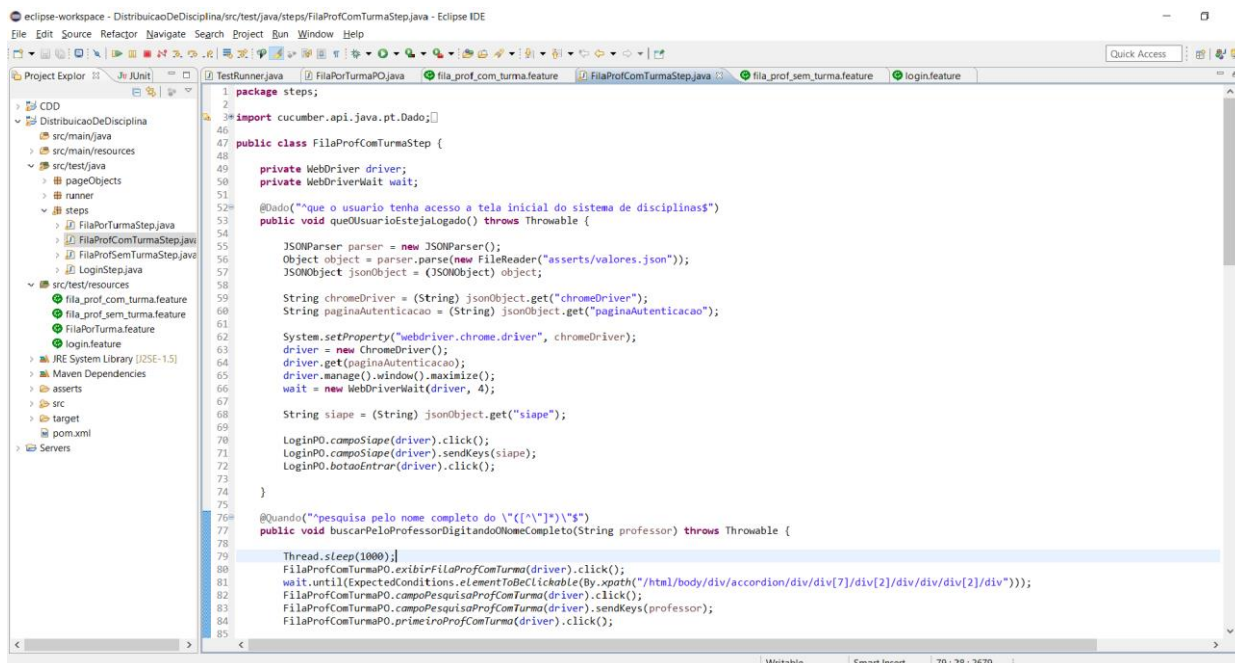 eclipse-workspace - DistribuicaoDeDisciplina/src/test/java/steps/FilaProfComTurmaStep.java - Eclipse IDE
File Edit Source Refactor Navigate Search Project Run Window Help
Quick Access
Project Explor JUnit
TestRunner.java FilaPorTurmaPO.java fila_prof_com_turma.feature FilaProfComTurmaStep.java fila_prof_sem_turma.feature login.feature
CDD
DistribuicaoDeDisciplina
src/main/java
src/main/resources
src/test/java
pageObjects
runner
steps
FilaPorTurmaStep.java
FilaProfComTurmaStep.java
FilaProfSemTurmaStep.java
LoginStep.java
src/test/resources
fila_prof_com_turma.feature
fila_prof_sem_turma.feature
FilaPorTurma.feature
login.feature
JRE System Library [J2SE-1.5]
Maven Dependencies
asserts
src
target
pom.xml
Servers
1 package steps;
2
3 import cucumber.api.java.pt.Dado;
46
47 public class FilaProfComTurmaStep {
48
49 private WebDriver driver;
50 private WebDriverWait wait;
51
52 @Dado("^que o usuario tenha acesso a tela inicial do sistema de disciplinas$")
53 public void queOUsuarioEstejaLogado() throws Throwable {
54
55 JSONParser parser = new JSONParser();
56 Object object = parser.parse(new FileReader("asserts/valores.json"));
57 JSONObject jsonObject = (JSONObject) object;
58
59 String chromeDriver = (String) jsonObject.get("chromeDriver");
60 String paginaAutenticacao = (String) jsonObject.get("paginaAutenticacao");
61
62 System.setProperty("webdriver.chrome.driver", chromeDriver);
63 driver = new ChromeDriver();
64 driver.get(paginaAutenticacao);
65 driver.manage().window().maximize();
66 wait = new WebDriverWait(driver, 4);
67
68 String siape = (String) jsonObject.get("siape");
69
70 LoginPO.campoSiape(driver).click();
71 LoginPO.campoSiape(driver).sendKeys(siape);
72 LoginPO.botaoEntrar(driver).click();
73
74 }
75
76 @Quando("^pesquisa pelo nome completo do \"([^\"]*)\"$")
77 public void buscarPeloProfessorDigitandoONomeCompleto(String professor) throws Throwable {
78
79 Thread.sleep(1000);
80 FilaProfComTurmaPO.exibirFilaProfComTurma(driver).click();
81 wait.until(ExpectedConditions.elementToBeClickable(By.xpath("/html/body/div/accordion/div/div[7]/div[2]/div/div/div[2]/div")));
82 FilaProfComTurmaPO.campoPesquisaProfComTurma(driver).click();
83 FilaProfComTurmaPO.campoPesquisaProfComTurma(driver).sendKeys(professor);
84 FilaProfComTurmaPO.primeiroProfComTurma(driver).click();
85
Writable Smart Insert 79 : 28 : 2679